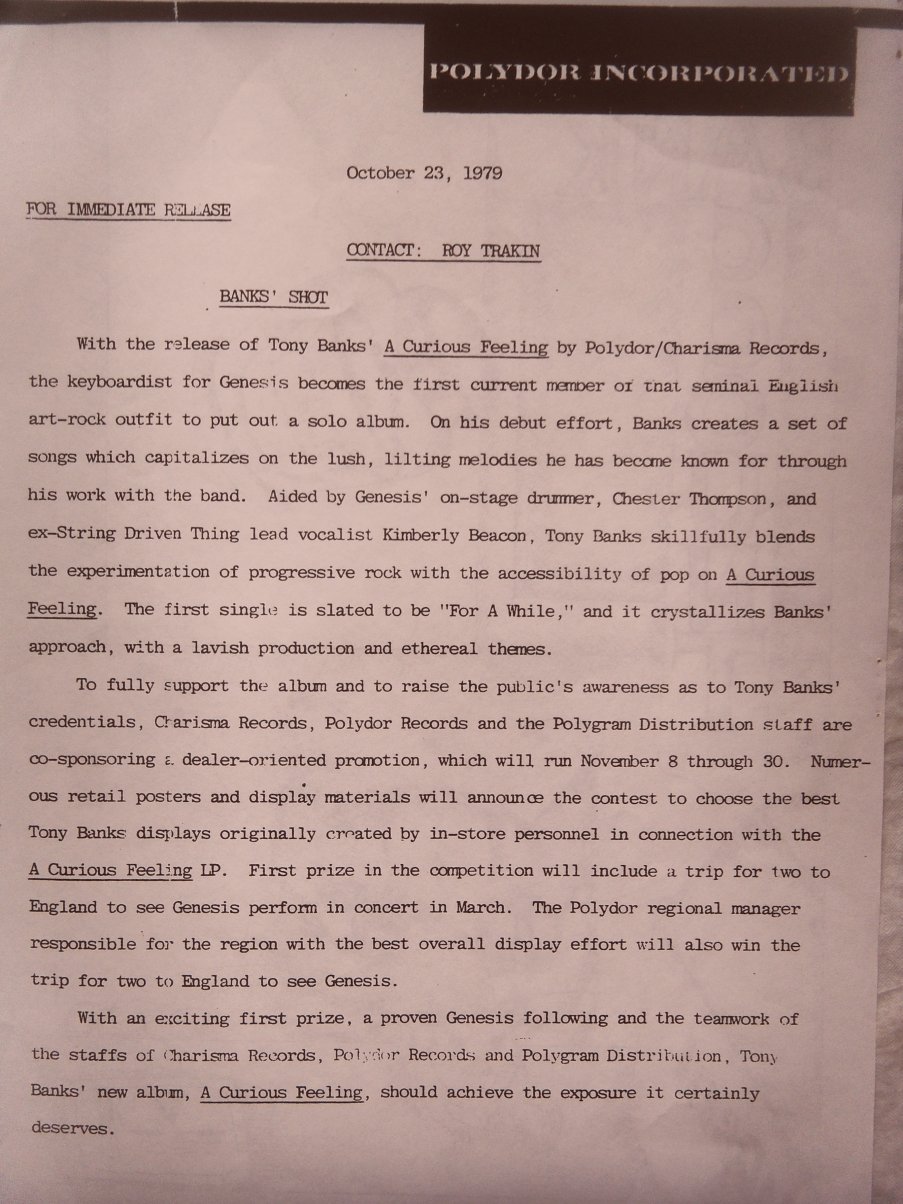 POLYDOR INCORPORATED
October 23, 1979
FOR IMMEDIATE RELEASE
CONTACT: ROY TRAKIN
BANKS' SHOT
With the release of Tony Banks' A Curious Feeling by Polydor/Charisma Records,
the keyboardist for Genesis becomes the first current member of that seminal English
art-rock outfit to put out a solo album. On his debut effort, Banks creates a set of
songs which capitalizes on the lush, lilting melodies he has become known for through
his work with the band. Aided by Genesis' on-stage drummer, Chester Thompson, and
ex-String Driven Thing lead vocalist Kimberly Beacon, Tony Banks skillfully blends
the experimentation of progressive rock with the accessibility of pop on A Curious
Feeling. The first single is slated to be "For A While," and it crystallizes Banks'
approach, with a lavish production and ethereal themes.
To fully support the album and to raise the public's awareness as to Tony Banks'
credentials, Charisma Records, Polydor Records and the Polygram Distribution staff are
co-sponsoring a dealer-oriented promotion, which will run November 8 through 30. Numer-
ous retail posters and display materials will announce the contest to choose the best
Tony Banks displays originally created by in-store personnel in connection with the
A Curious Feeling LP. First prize in the competition will include a trip for two to
England to see Genesis perform in concert in March. The Polydor regional manager
responsible for the region with the best overall display effort will also win the
trip for two to England to see Genesis.
With an exciting first prize, a proven Genesis following and the teamwork of
the staffs of Charisma Records, Polydor Records and Polygram Distribution, Tony
Banks' new album, A Curious Feeling, should achieve the exposure it certainly
deserves.